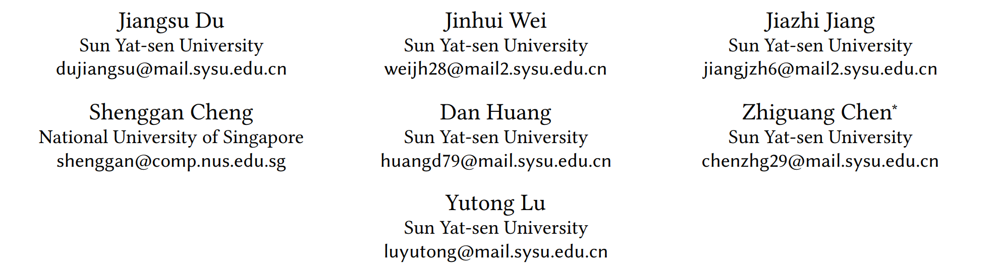 Jiangsu Du
Sun Yat-sen University
dujiangsu@mail.sysu.edu.cn
Jinhui Wei
Sun Yat-sen University
weijh28@mail2.sysu.edu.cn
Jiazhi Jiang
Sun Yat-sen University
jiangjzh6@mail2.sysu.edu.cn
Shenggan Cheng
National University of Singapore
shenggan@comp.nus.edu.sg
Dan Huang
Sun Yat-sen University
huangd79@mail.sysu.edu.cn
Zhiguang Chen*
Sun Yat-sen University
chenzhg29@mail.sysu.edu.cn
Yutong Lu
Sun Yat-sen University
luyutong@mail.sysu.edu.cn